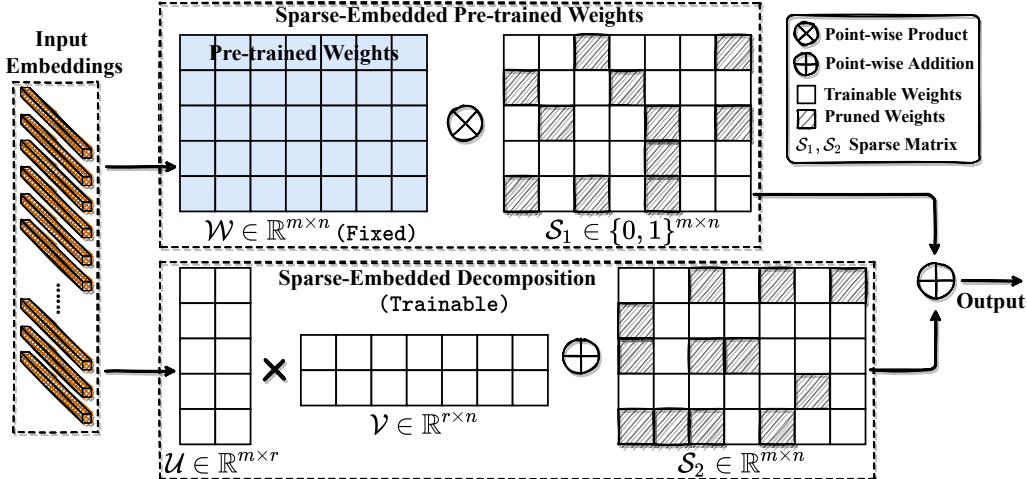 Sparse-Embedded Pre-trained Weights
Input
Embeddings
Pre-trained Weights
𝒲 ∈ ℝ^{m×n} (Fixed)
𝒮₁ ∈ {0, 1}^{m×n}
Point-wise Product
Point-wise Addition
Trainable Weights
Pruned Weights
𝒮₁, 𝒮₂ Sparse Matrix
Sparse-Embedded Decomposition
(Trainable)
𝒰 ∈ ℝ^{m×r}
𝒱 ∈ ℝ^{r×n}
𝒮₂ ∈ ℝ^{m×n}
Output